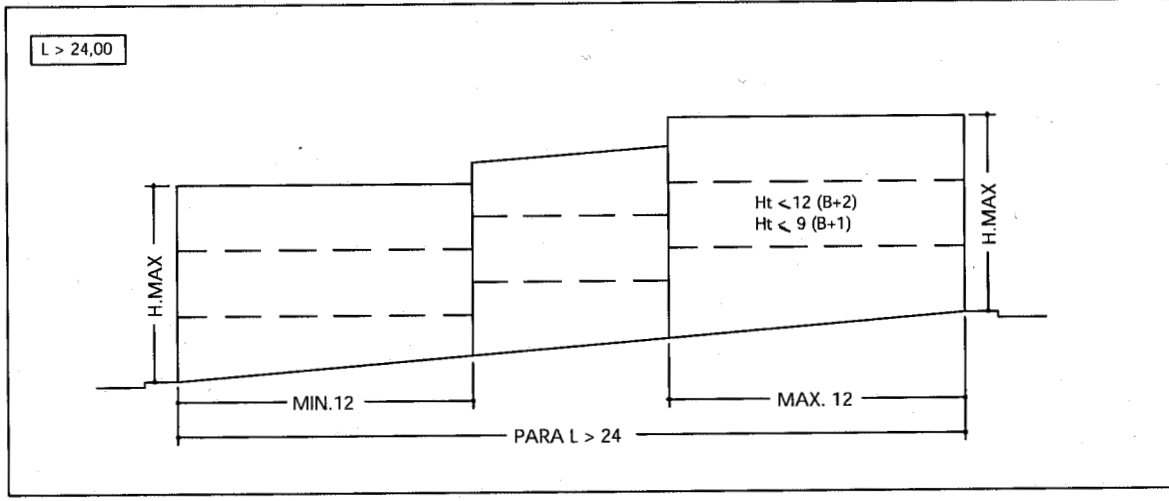 L > 24,00
Ht ⩽ 12 (B+2)
Ht ⩽ 9 (B+1)
H.MAX
H.MAX
MIN.12
MAX. 12
PARA L > 24